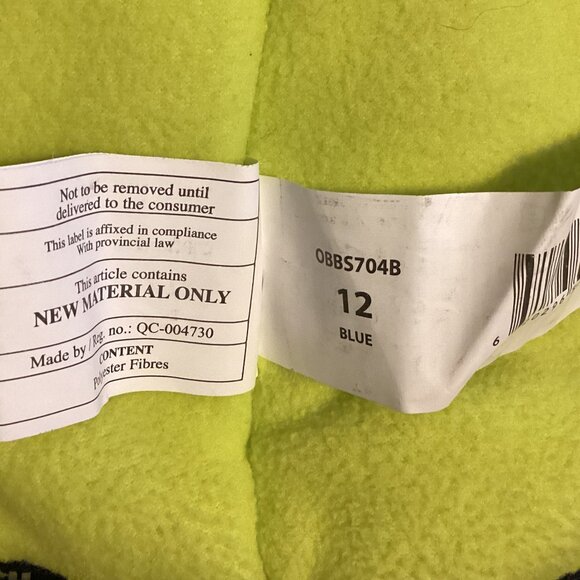 Not to be removed until
delivered to the consumer
This label is affixed in compliance
With provincial law
This article contains
NEW MATERIAL ONLY
Made by / Reg. no.: QC-004730
CONTENT
Polyester Fibres
OBBS704B
12
BLUE
6